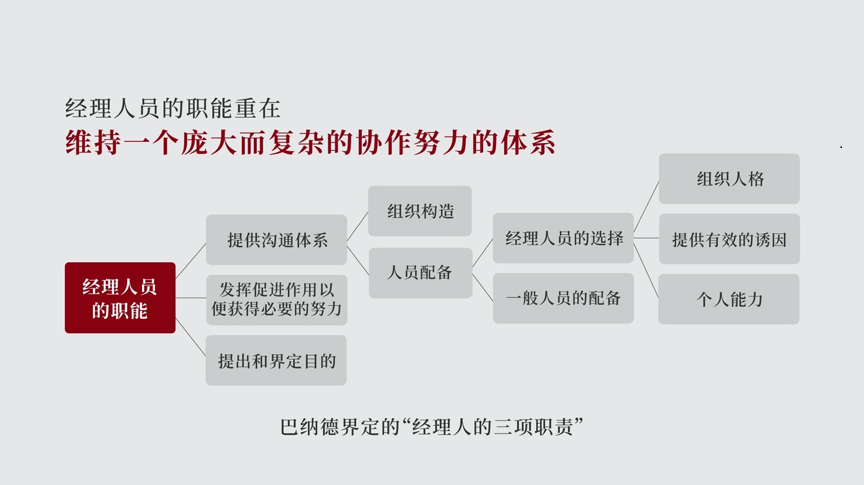 经理人员的职能重在
维持一个庞大而复杂的协作努力的体系
经理人员
的职能
提供沟通体系
发挥促进作用以
便获得必要的努力
提出和界定目的
组织构造
人员配备
经理人员的选择
一般人员的配备
组织人格
提供有效的诱因
个人能力
巴纳德界定的“经理人的三项职责”